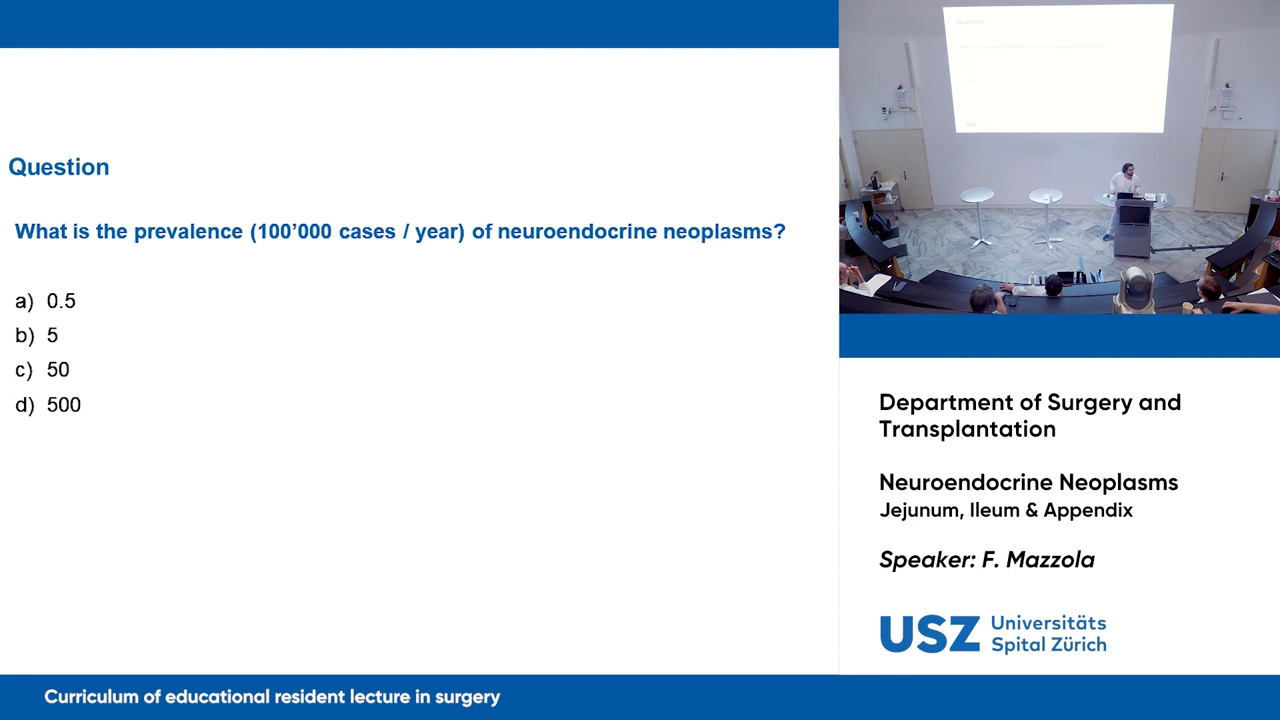 Question
What is the prevalence (100’000 cases / year) of neuroendocrine neoplasms?
a) 0.5
b) 5
c) 50
d) 500
Question
USZ
Department of Surgery and
Transplantation
Neuroendocrine Neoplasms
Jejunum, Ileum & Appendix
Speaker: F. Mazzola
USZ Universitäts
Spital Zürich
Curriculum of educational resident lecture in surgery